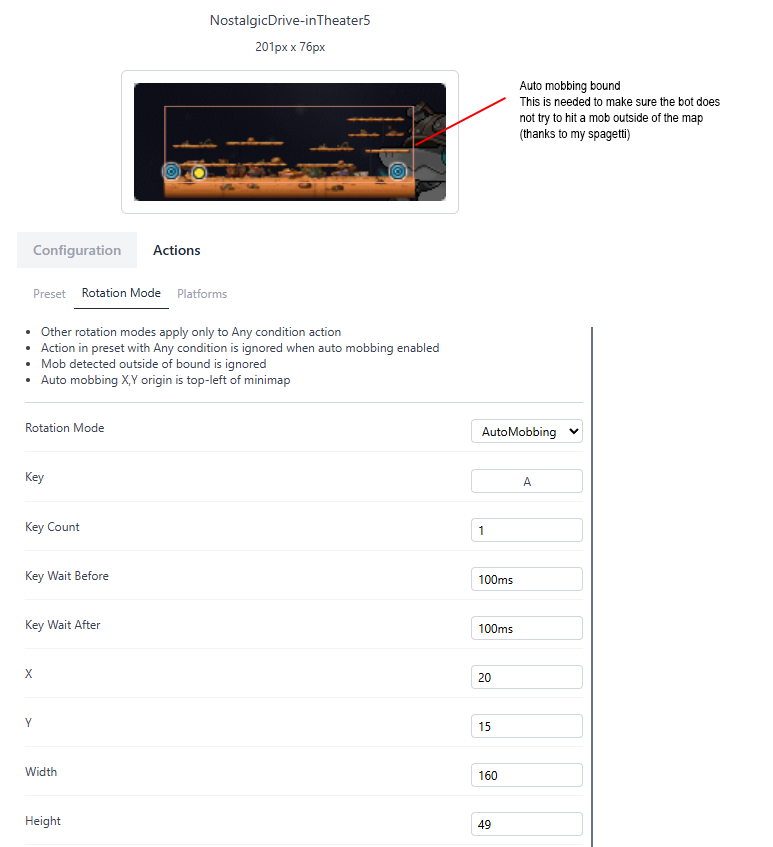 NostalgicDrive-inTheater5
201px x 76px
Auto mobbing bound
This is needed to make sure the bot does
not try to hit a mob outside of the map
(thanks to my spagetti)
Configuration Actions
Preset Rotation Mode Platforms
• Other rotation modes apply only to Any condition action
• Action in preset with Any condition is ignored when auto mobbing enabled
• Mob detected outside of bound is ignored
• Auto mobbing X,Y origin is top-left of minimap
Rotation Mode AutoMobbing
Key A
Key Count 1
Key Wait Before 100ms
Key Wait After 100ms
X 20
Y 15
Width 160
Height 49